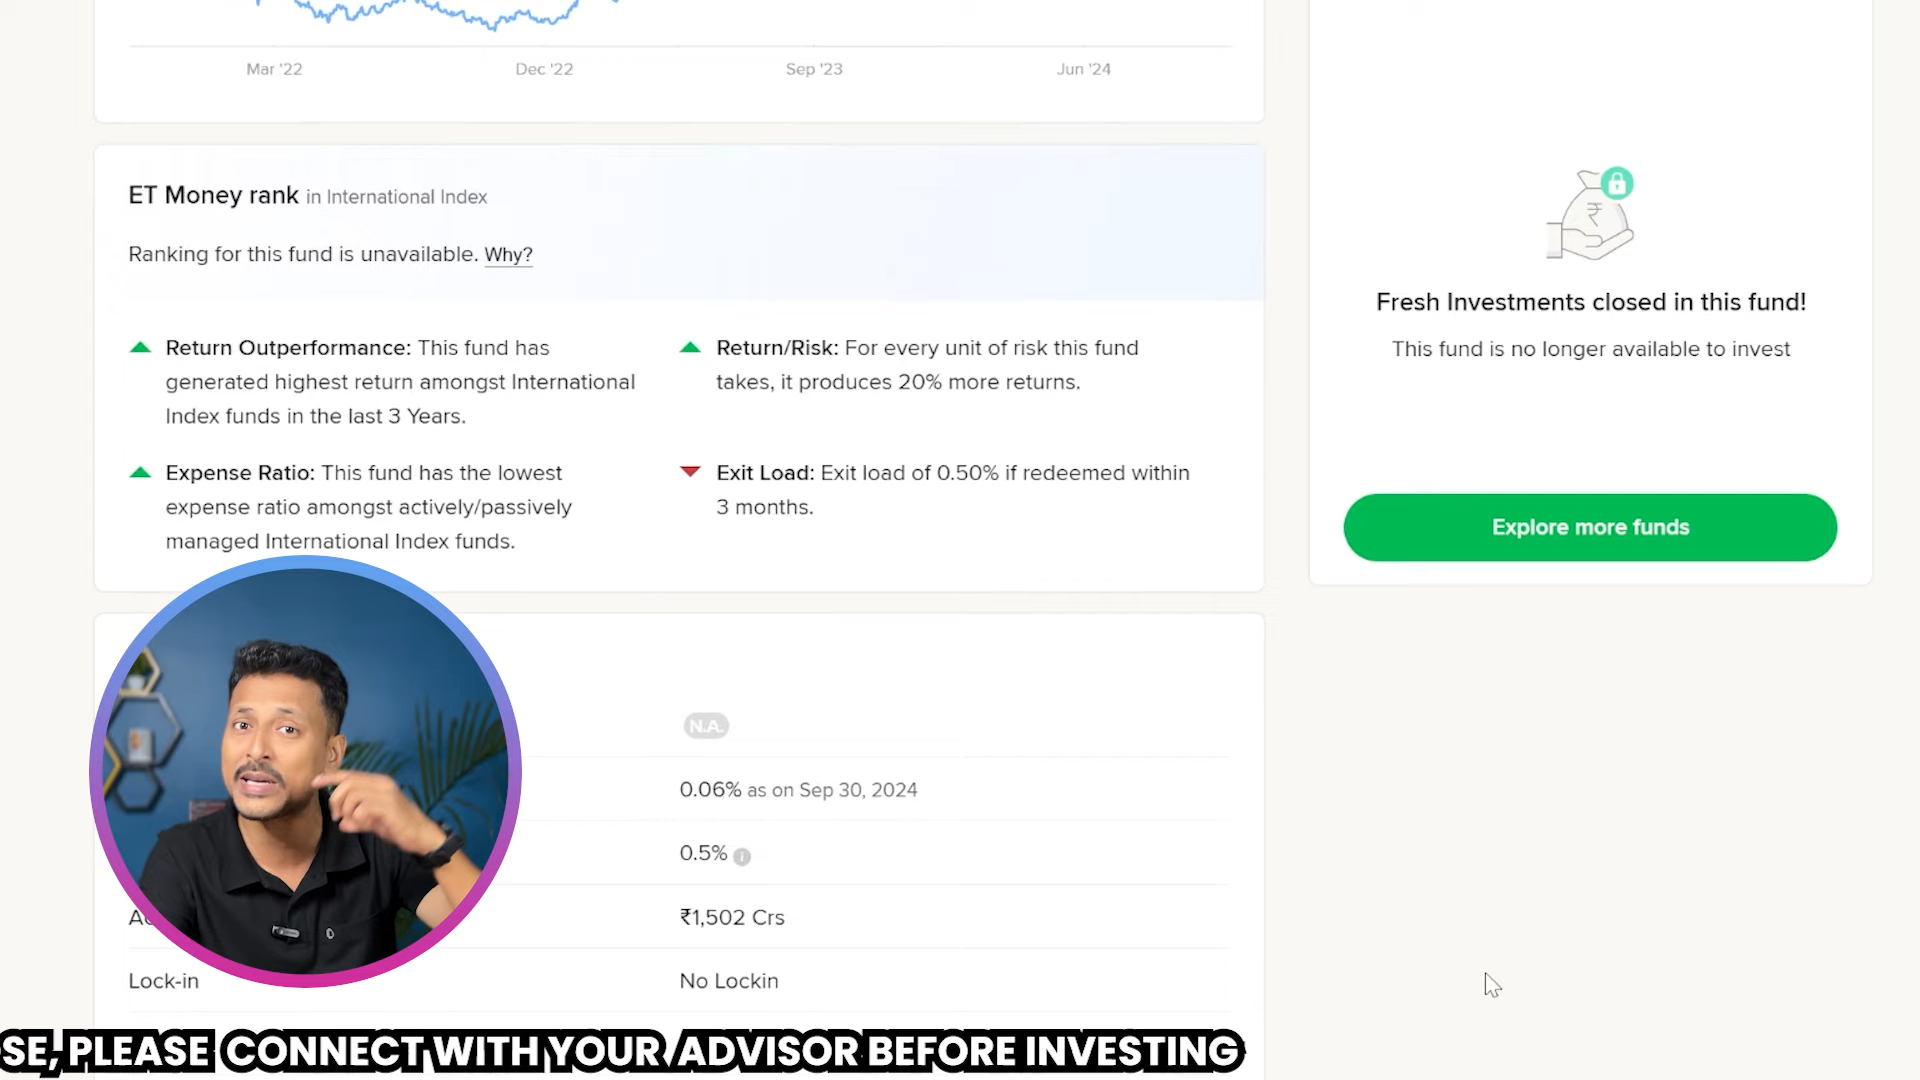 Mar '22
Dec '22
Sep '23
Jun '24
ET Money rank in International Index
Ranking for this fund is unavailable. Why?
Return Outperformance: This fund has
generated highest return amongst International
Index funds in the last 3 Years.
Return/Risk: For every unit of risk this fund
takes, it produces 20% more returns.
Expense Ratio: This fund has the lowest
expense ratio amongst actively/passively
managed International Index funds.
Exit Load: Exit load of 0.50% if redeemed within
3 months.
₹
Fresh Investments closed in this fund!
This fund is no longer available to invest
Explore more funds
N.A.
0.06% as on Sep 30, 2024
0.5%
₹1,502 Crs
Lock-in
No Lockin
PLEASE CONNECT WITH YOUR ADVISOR BEFORE INVESTING